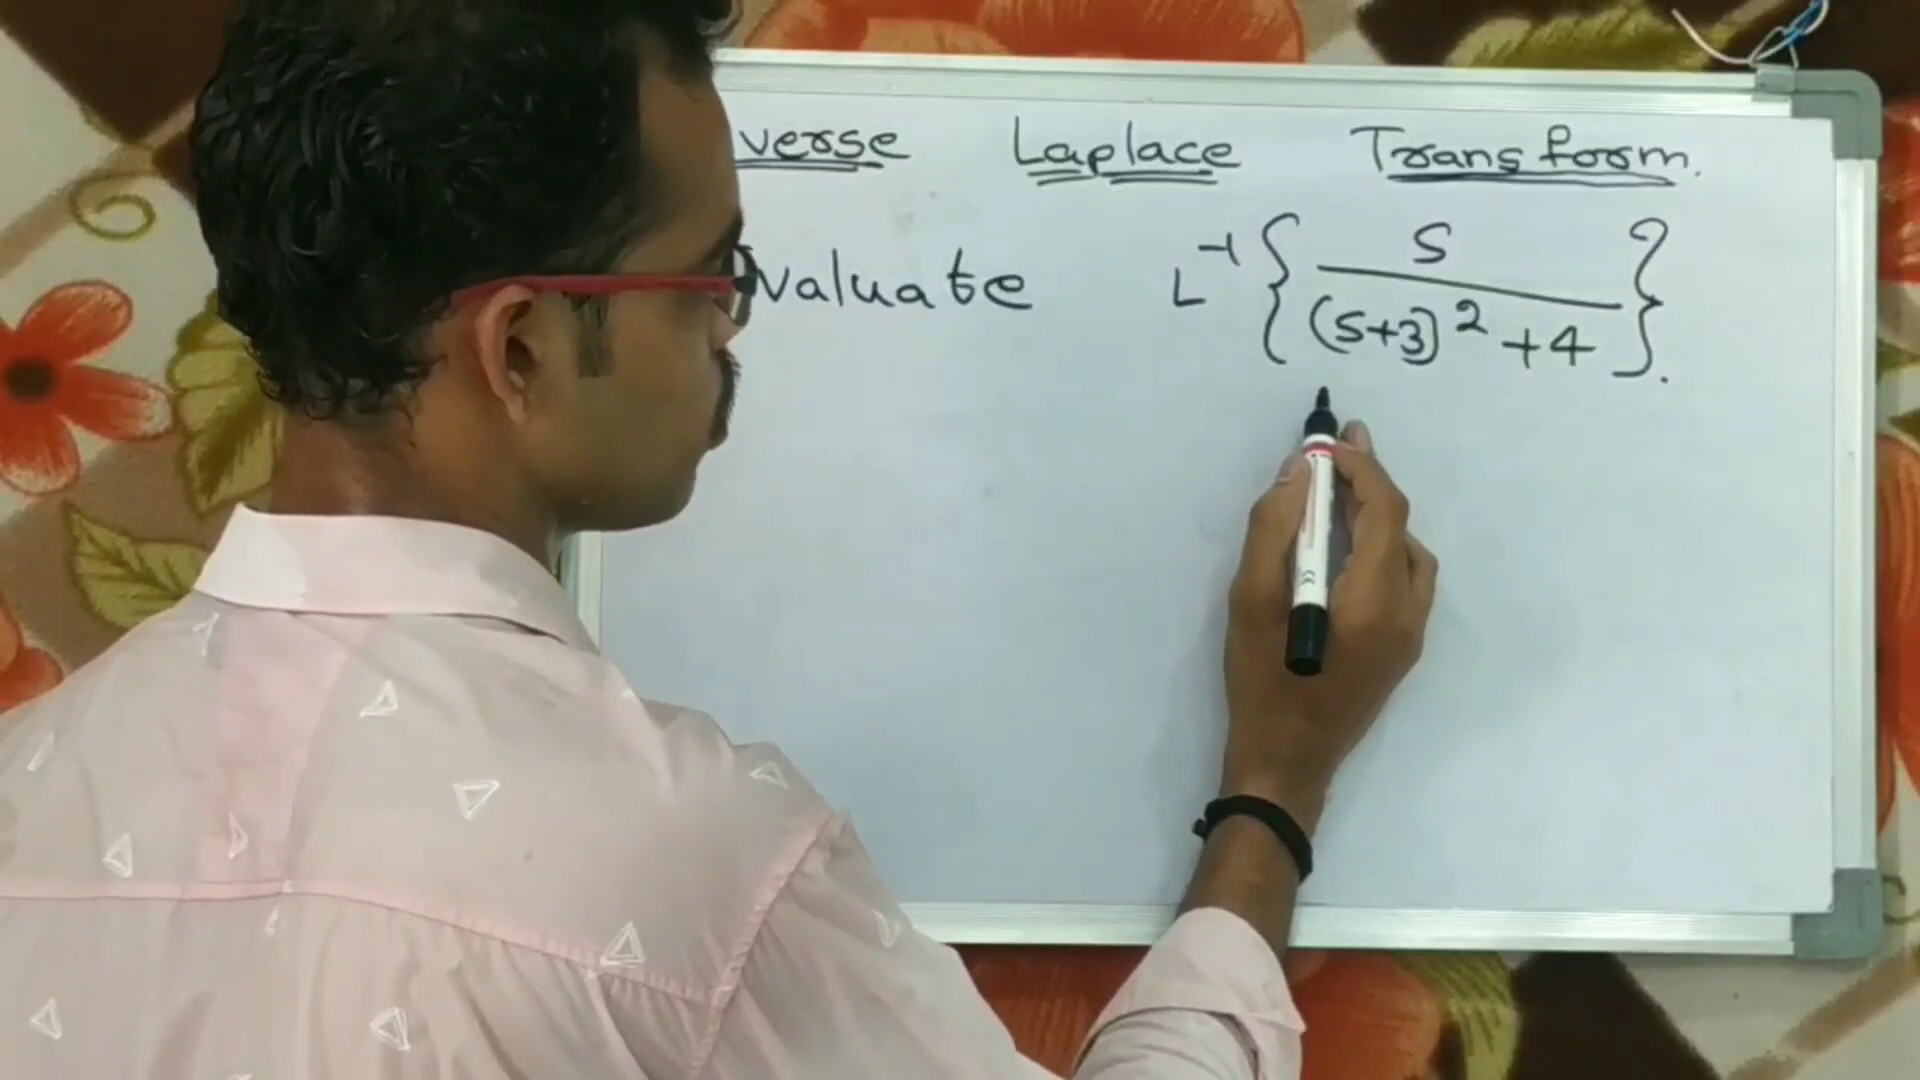 verse Laplace Transform.
valuate L⁻¹ { S / (S+3)² + 4 }.